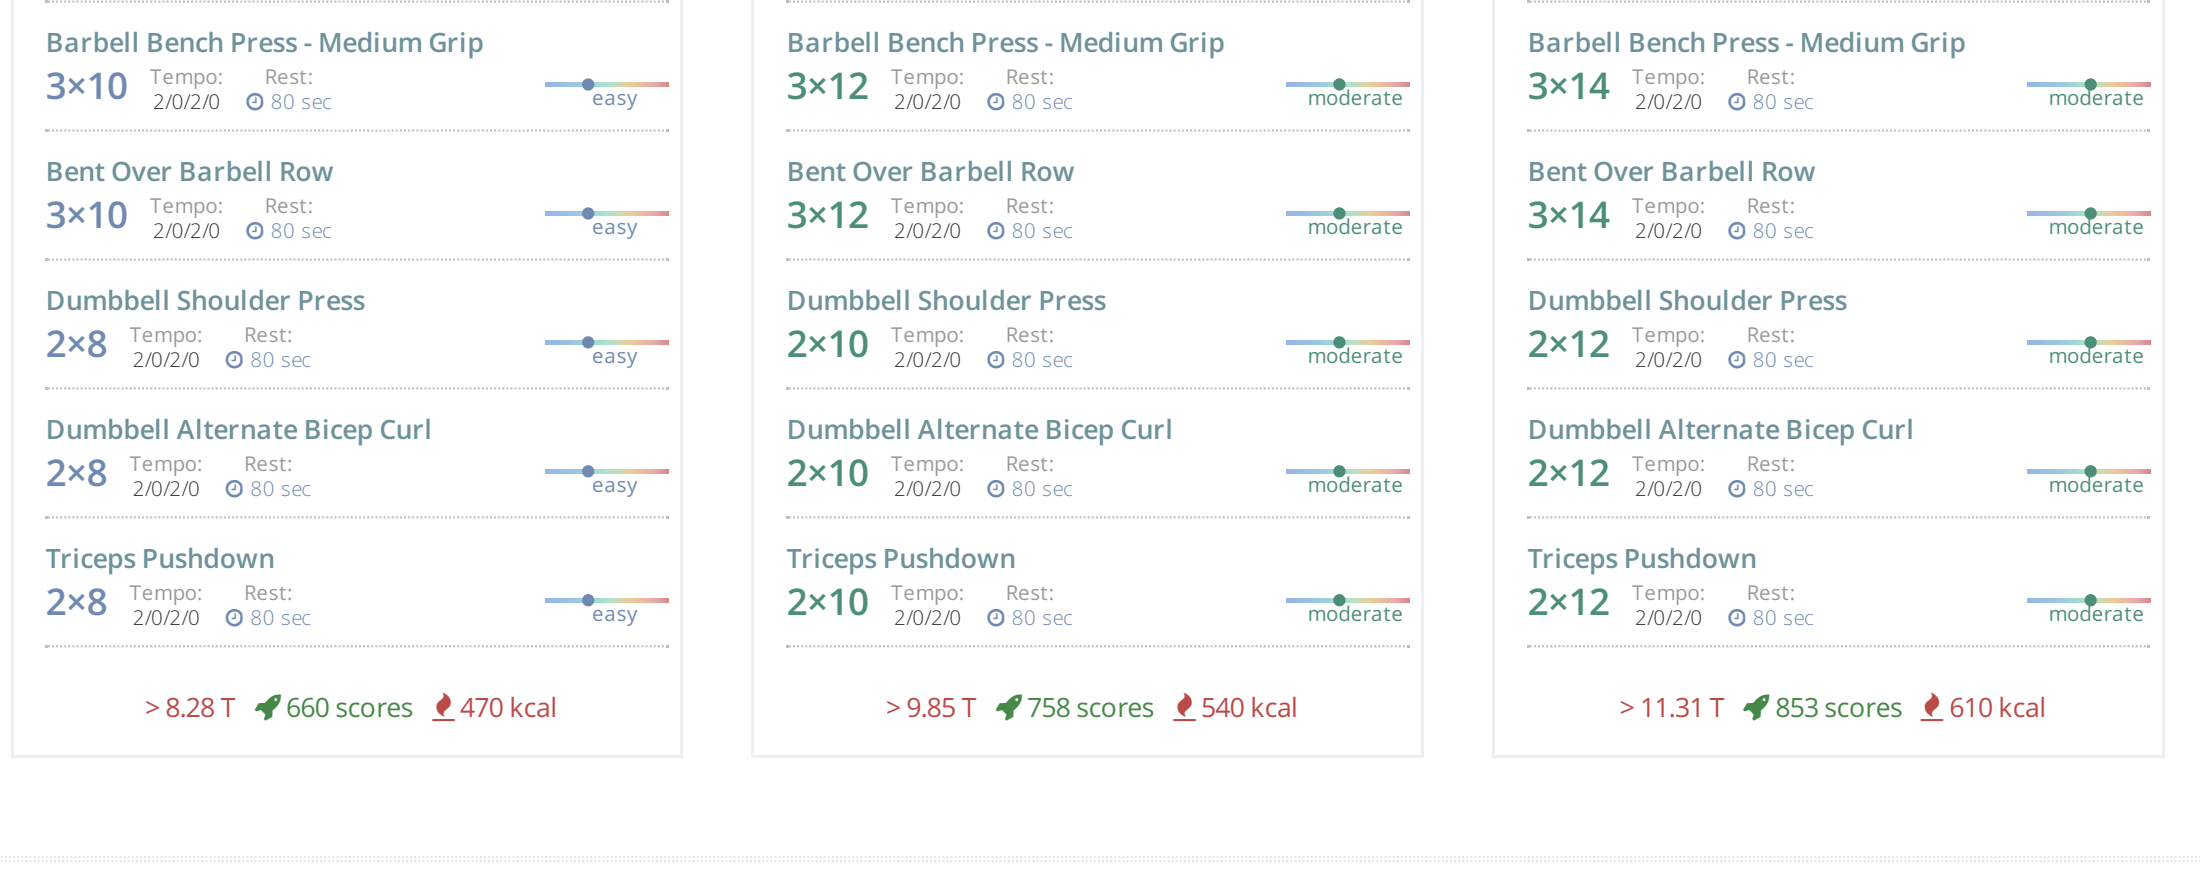 Barbell Bench Press - Medium Grip
3×10 Tempo: Rest:
2/0/2/0 80 sec
easy
Bent Over Barbell Row
3×10 Tempo: Rest:
2/0/2/0 80 sec
easy
Dumbbell Shoulder Press
2×8 Tempo: Rest:
2/0/2/0 80 sec
easy
Dumbbell Alternate Bicep Curl
2×8 Tempo: Rest:
2/0/2/0 80 sec
easy
Triceps Pushdown
2×8 Tempo: Rest:
2/0/2/0 80 sec
easy
> 8.28 T 660 scores 470 kcal
Barbell Bench Press - Medium Grip
3×12 Tempo: Rest:
2/0/2/0 80 sec
moderate
Bent Over Barbell Row
3×12 Tempo: Rest:
2/0/2/0 80 sec
moderate
Dumbbell Shoulder Press
2×10 Tempo: Rest:
2/0/2/0 80 sec
moderate
Dumbbell Alternate Bicep Curl
2×10 Tempo: Rest:
2/0/2/0 80 sec
moderate
Triceps Pushdown
2×10 Tempo: Rest:
2/0/2/0 80 sec
moderate
> 9.85 T 758 scores 540 kcal
Barbell Bench Press - Medium Grip
3×14 Tempo: Rest:
2/0/2/0 80 sec
moderate
Bent Over Barbell Row
3×14 Tempo: Rest:
2/0/2/0 80 sec
moderate
Dumbbell Shoulder Press
2×12 Tempo: Rest:
2/0/2/0 80 sec
moderate
Dumbbell Alternate Bicep Curl
2×12 Tempo: Rest:
2/0/2/0 80 sec
moderate
Triceps Pushdown
2×12 Tempo: Rest:
2/0/2/0 80 sec
moderate
> 11.31 T 853 scores 610 kcal